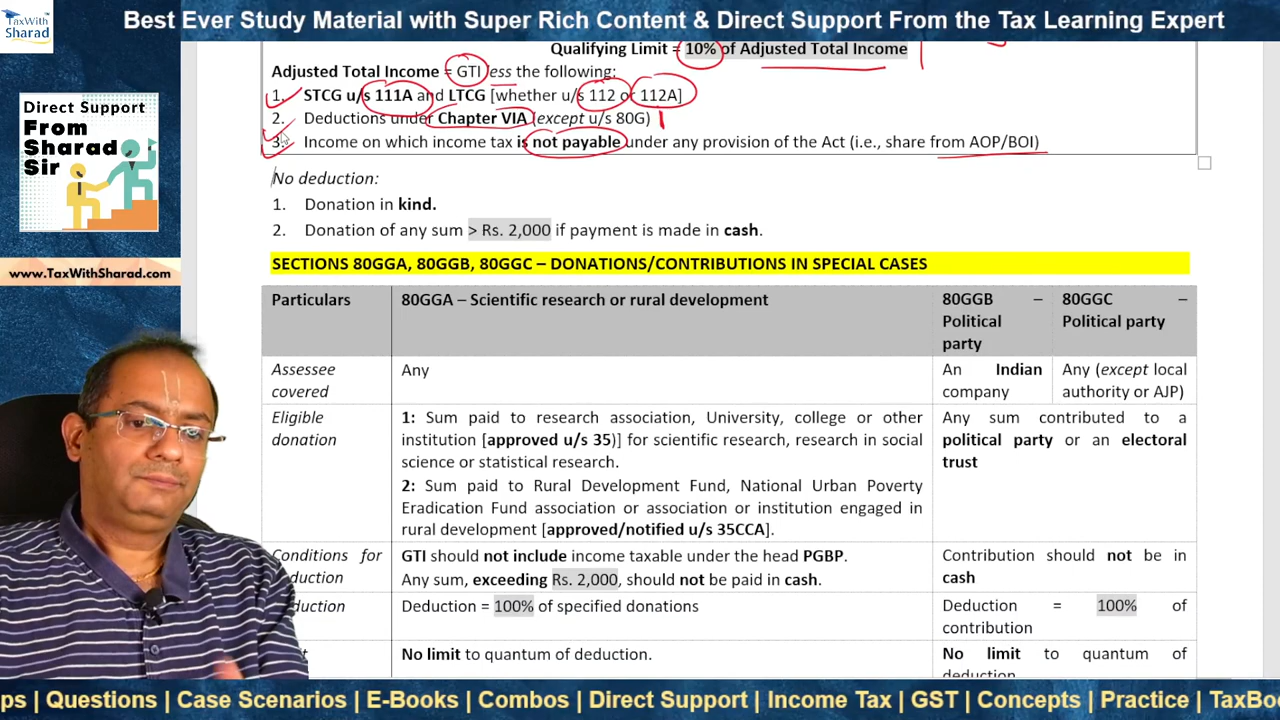 TaxWith
Sharad
Best Ever Study Material with Super Rich Content & Direct Support From the Tax Learning Expert
Direct Support
From
Sharad
Sir
www.TaxWithSharad.com
Qualifying Limit = 10% of Adjusted Total Income
Adjusted Total Income = GTI less the following:
1. STCG u/s 111A and LTCG [whether u/s 112 or 112A]
2. Deductions under Chapter VIA (except u/s 80G)
3. Income on which income tax is not payable under any provision of the Act (i.e., share from AOP/BOI)
No deduction:
1. Donation in kind.
2. Donation of any sum > Rs. 2,000 if payment is made in cash.
SECTIONS 80GGA, 80GGB, 80GGC – DONATIONS/CONTRIBUTIONS IN SPECIAL CASES
Particulars
80GGA – Scientific research or rural development
80GGB –
Political
party
80GGC –
Political party
Assessee
covered
Any
An Indian
company
Any (except local
authority or AJP)
Eligible
donation
1: Sum paid to research association, University, college or other
institution [approved u/s 35)] for scientific research, research in social
science or statistical research.
2: Sum paid to Rural Development Fund, National Urban Poverty
Eradication Fund association or association or institution engaged in
rural development [approved/notified u/s 35CCA].
Any sum contributed to a
political party or an electoral
trust
Conditions for
GTI should not include income taxable under the head PGBP.
Any sum, exceeding Rs. 2,000, should not be paid in cash.
Contribution should not be in
cash
Deduction = 100% of specified donations
Deduction = 100% of
contribution
No limit to quantum of deduction.
No limit to quantum of
deduction
ps | Questions | Case Scenarios | E-Books | Combos | Direct Support | Income Tax | GST | Concepts | Practice | TaxBo